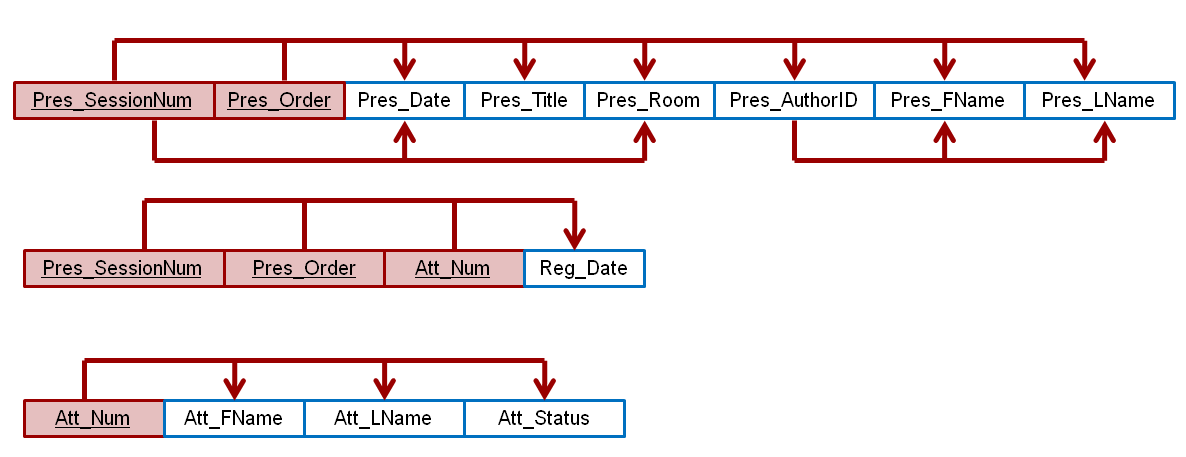 Pres_SessionNum Pres_Order Pres_Date Pres_Title Pres_Room Pres_AuthorID Pres_FName Pres_LName
Pres_SessionNum Pres_Order Att_Num Reg_Date
Att_Num Att_FName Att_LName Att_Status